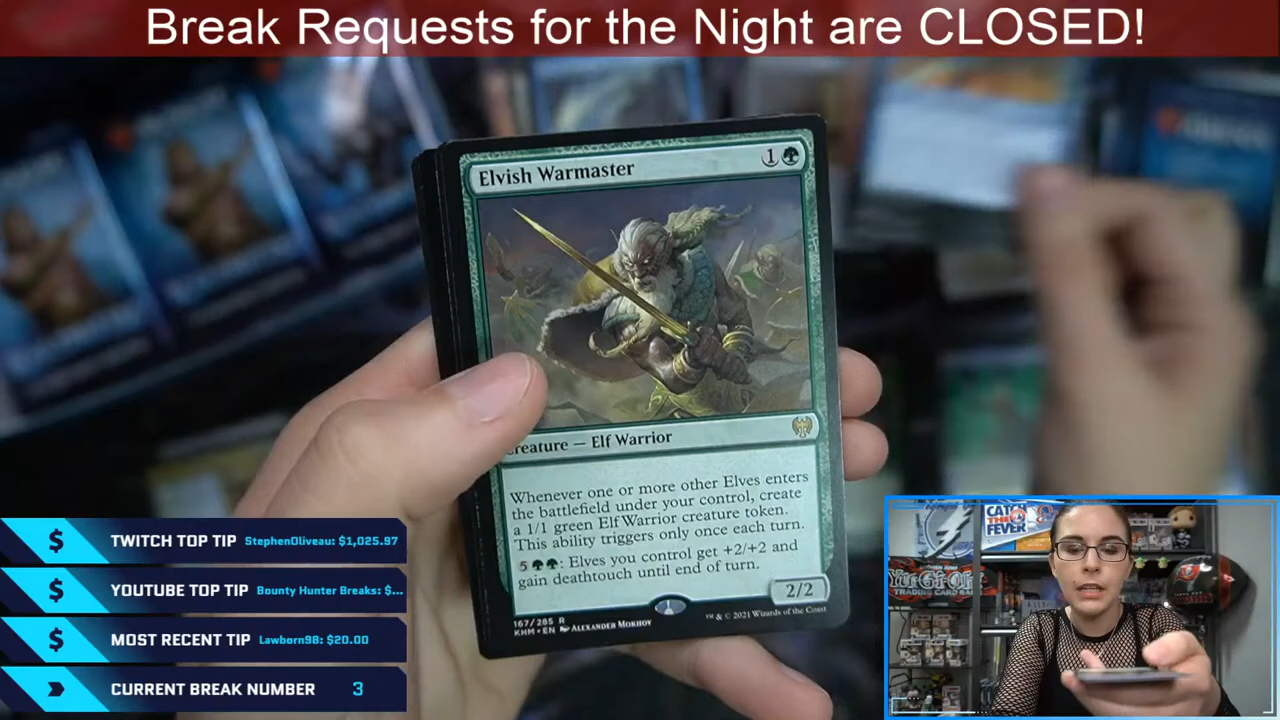 Break Requests for the Night are CLOSED!
Elvish Warmaster
1
Creature — Elf Warrior
Whenever one or more other Elves enters
the battlefield under your control, create
a 1/1 green Elf Warrior creature token.
This ability triggers only once each turn.
5 : Elves you control get +2/+2 and
gain deathtouch until end of turn.
2/2
167/285 R
KHM • EN ALEXANDER MOKHOV
™ & © 2021 Wizards of the Coast
$ TWITCH TOP TIP StephenOliveau: $1,025.97
$ YOUTUBE TOP TIP Bounty Hunter Breaks: $...
$ MOST RECENT TIP Lawborn98: $20.00
CURRENT BREAK NUMBER 3
CATCH
THE
FEVER
Yu-Gi-Oh!
TRADING CARD GAME